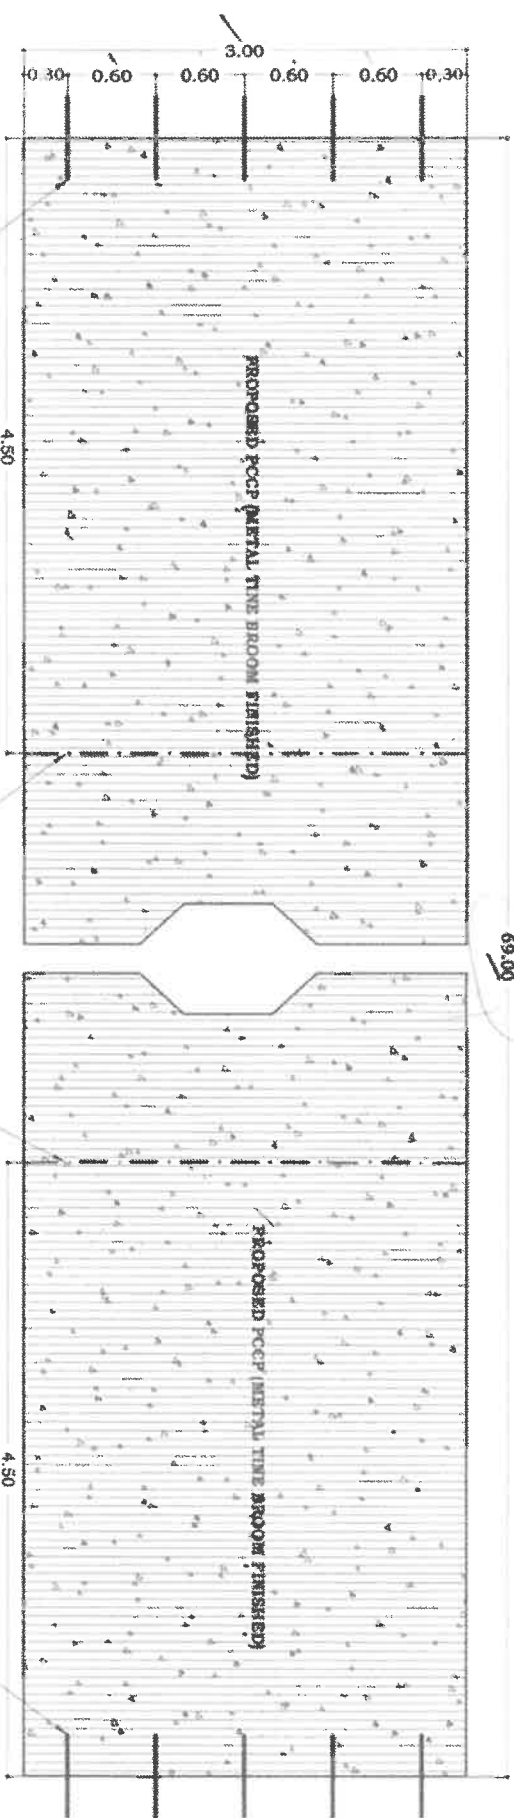 3.00
0.30 0.60 0.60 0.60 0.60 0.30
4.50
PROPOSED PCCP (METAL TINE BROOM FINISHED)
69.00
PROPOSED PCCP (METAL TINE BROOM FINISHED)
4.50